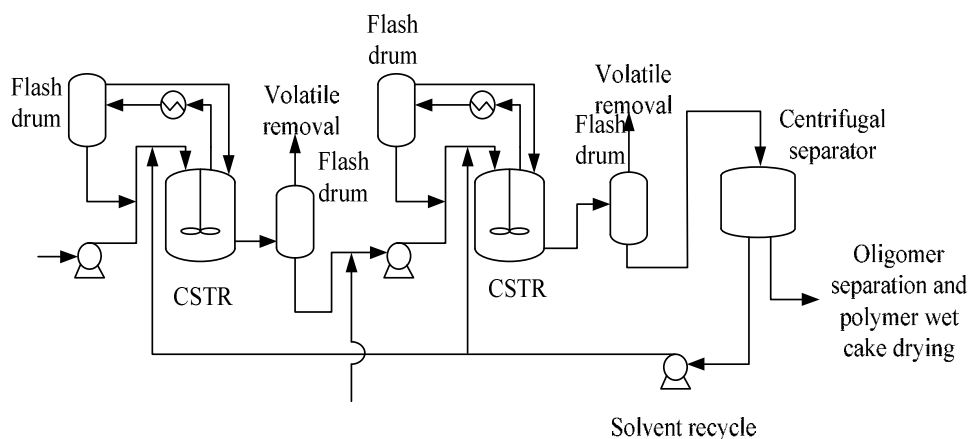 Flash
drum
Flash
drum
Volatile
removal
Flash
drum
CSTR
Volatile
removal
Flash
drum
CSTR
Centrifugal
separator
Oligomer
separation and
polymer wet
cake drying
Solvent recycle